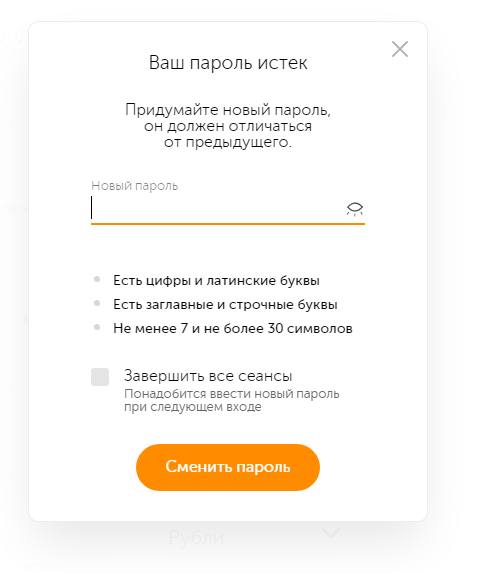 Ваш пароль истек
Придумайте новый пароль,
он должен отличаться
от предыдущего.
Новый пароль
Есть цифры и латинские буквы
Есть заглавные и строчные буквы
Не менее 7 и не более 30 символов
Завершить все сеансы
Понадобится ввести новый пароль
при следующем входе
Сменить пароль
Рубли